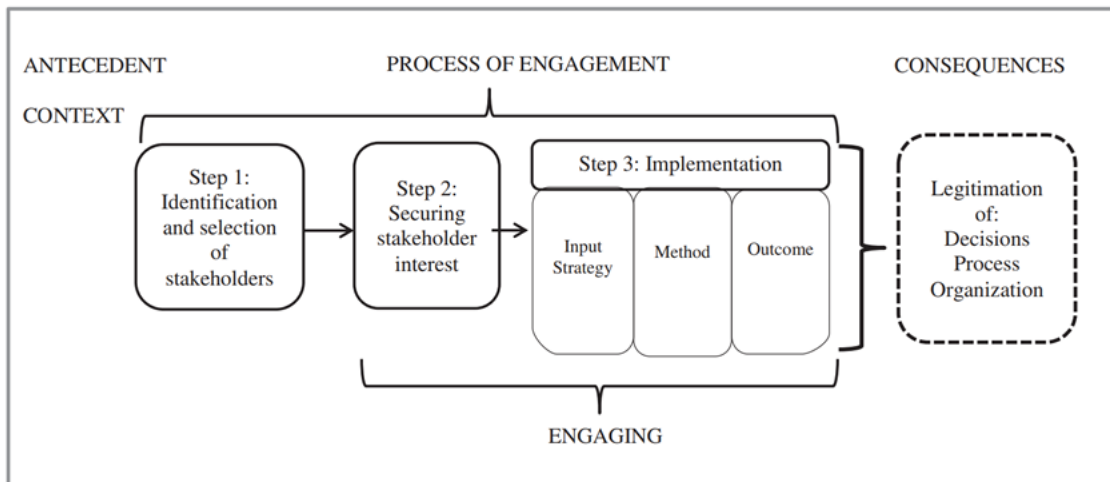 ANTECEDENT
CONTEXT
PROCESS OF ENGAGEMENT
CONSEQUENCES
Step 1:
Identification
and selection
of
stakeholders
Step 2:
Securing
stakeholder
interest
Step 3: Implementation
Input
Strategy
Method
Outcome
Legitimation
of:
Decisions
Process
Organization
ENGAGING